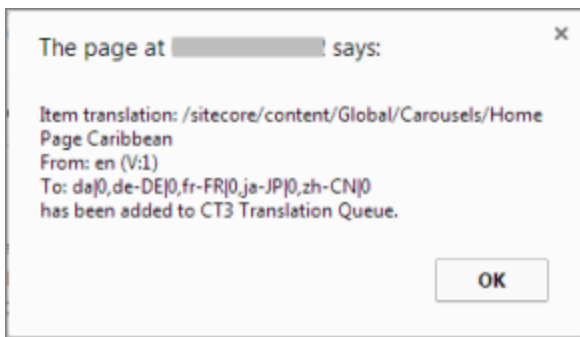 The page at says:
Item translation: /sitecore/content/Global/Carousels/Home
Page Caribbean
From: en (V:1)
To: da|0,de-DE|0,fr-FR|0,ja-JP|0,zh-CN|0
has been added to CT3 Translation Queue.
OK